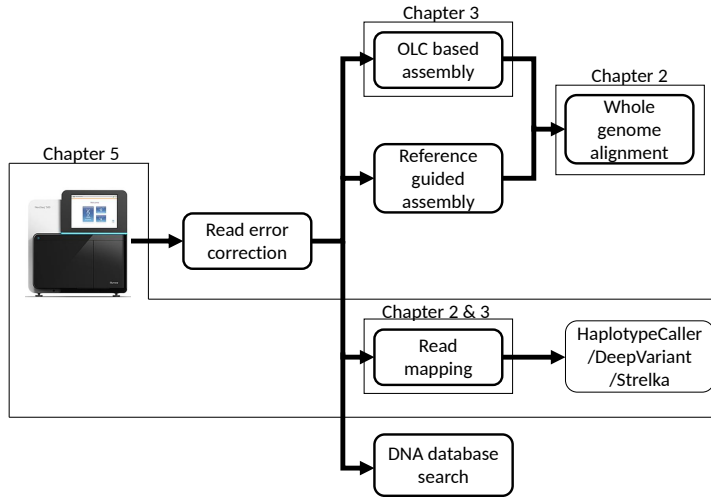 Chapter 3
OLC based
assembly
Chapter 2
Whole
genome
alignment
Chapter 5
Reference
guided
assembly
Read error
correction
Chapter 2 & 3
Read
mapping
HaplotypeCaller
/DeepVariant
/Strelka
DNA database
search